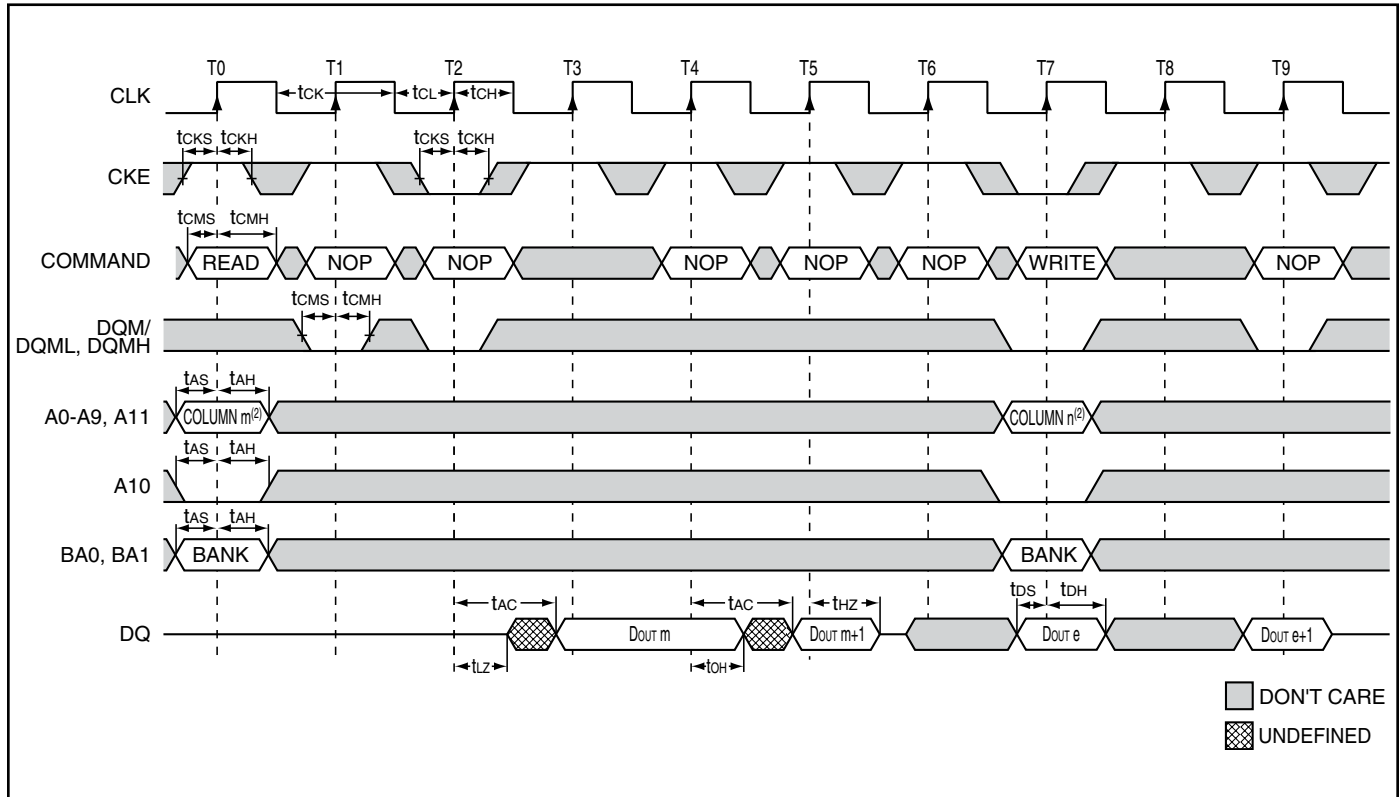 T0 T1 T2 T3 T4 T5 T6 T7 T8 T9
CLK tCK tCL tCH
tCKS tCKH tCKS tCKH
CKE
tCMS tCMH
COMMAND READ NOP NOP NOP NOP NOP WRITE NOP
tCMS tCMH
DQM/
DQML, DQMH
tAS tAH
A0-A9, A11 COLUMN m(2) COLUMN n(2)
tAS tAH
A10
tAS tAH
BA0, BA1 BANK BANK
tAC tAC tHZ tDS tDH
DQ DOUT m DOUT m+1 DOUT e DOUT e+1
tLZ tOH
DON'T CARE
UNDEFINED